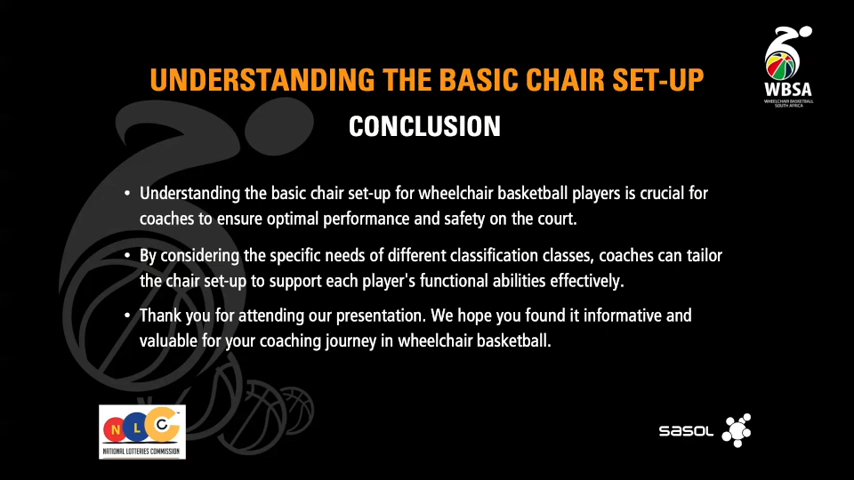 WBSA
WHEELCHAIR BASKETBALL
SOUTH AFRICA
UNDERSTANDING THE BASIC CHAIR SET-UP
CONCLUSION
• Understanding the basic chair set-up for wheelchair basketball players is crucial for
coaches to ensure optimal performance and safety on the court.
• By considering the specific needs of different classification classes, coaches can tailor
the chair set-up to support each player's functional abilities effectively.
• Thank you for attending our presentation. We hope you found it informative and
valuable for your coaching journey in wheelchair basketball.
NLC
NATIONAL LOTTERIES COMMISSION
sasol